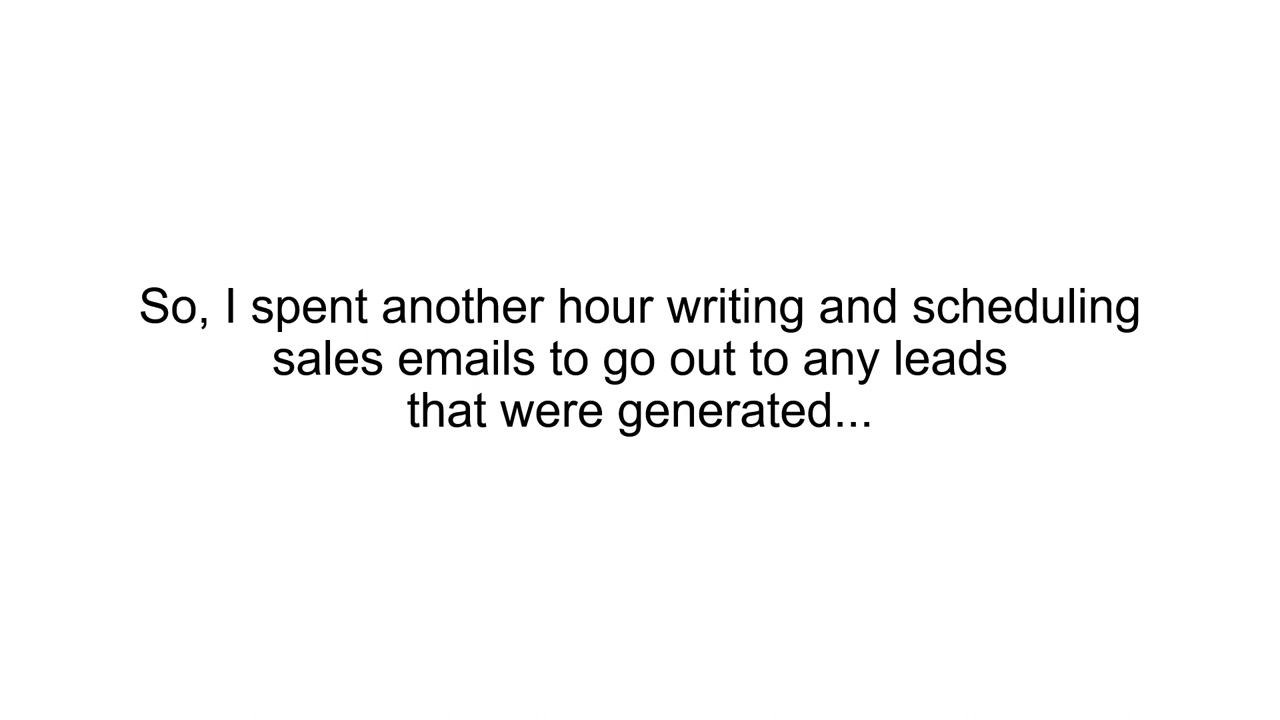 So, I spent another hour writing and scheduling
sales emails to go out to any leads
that were generated...